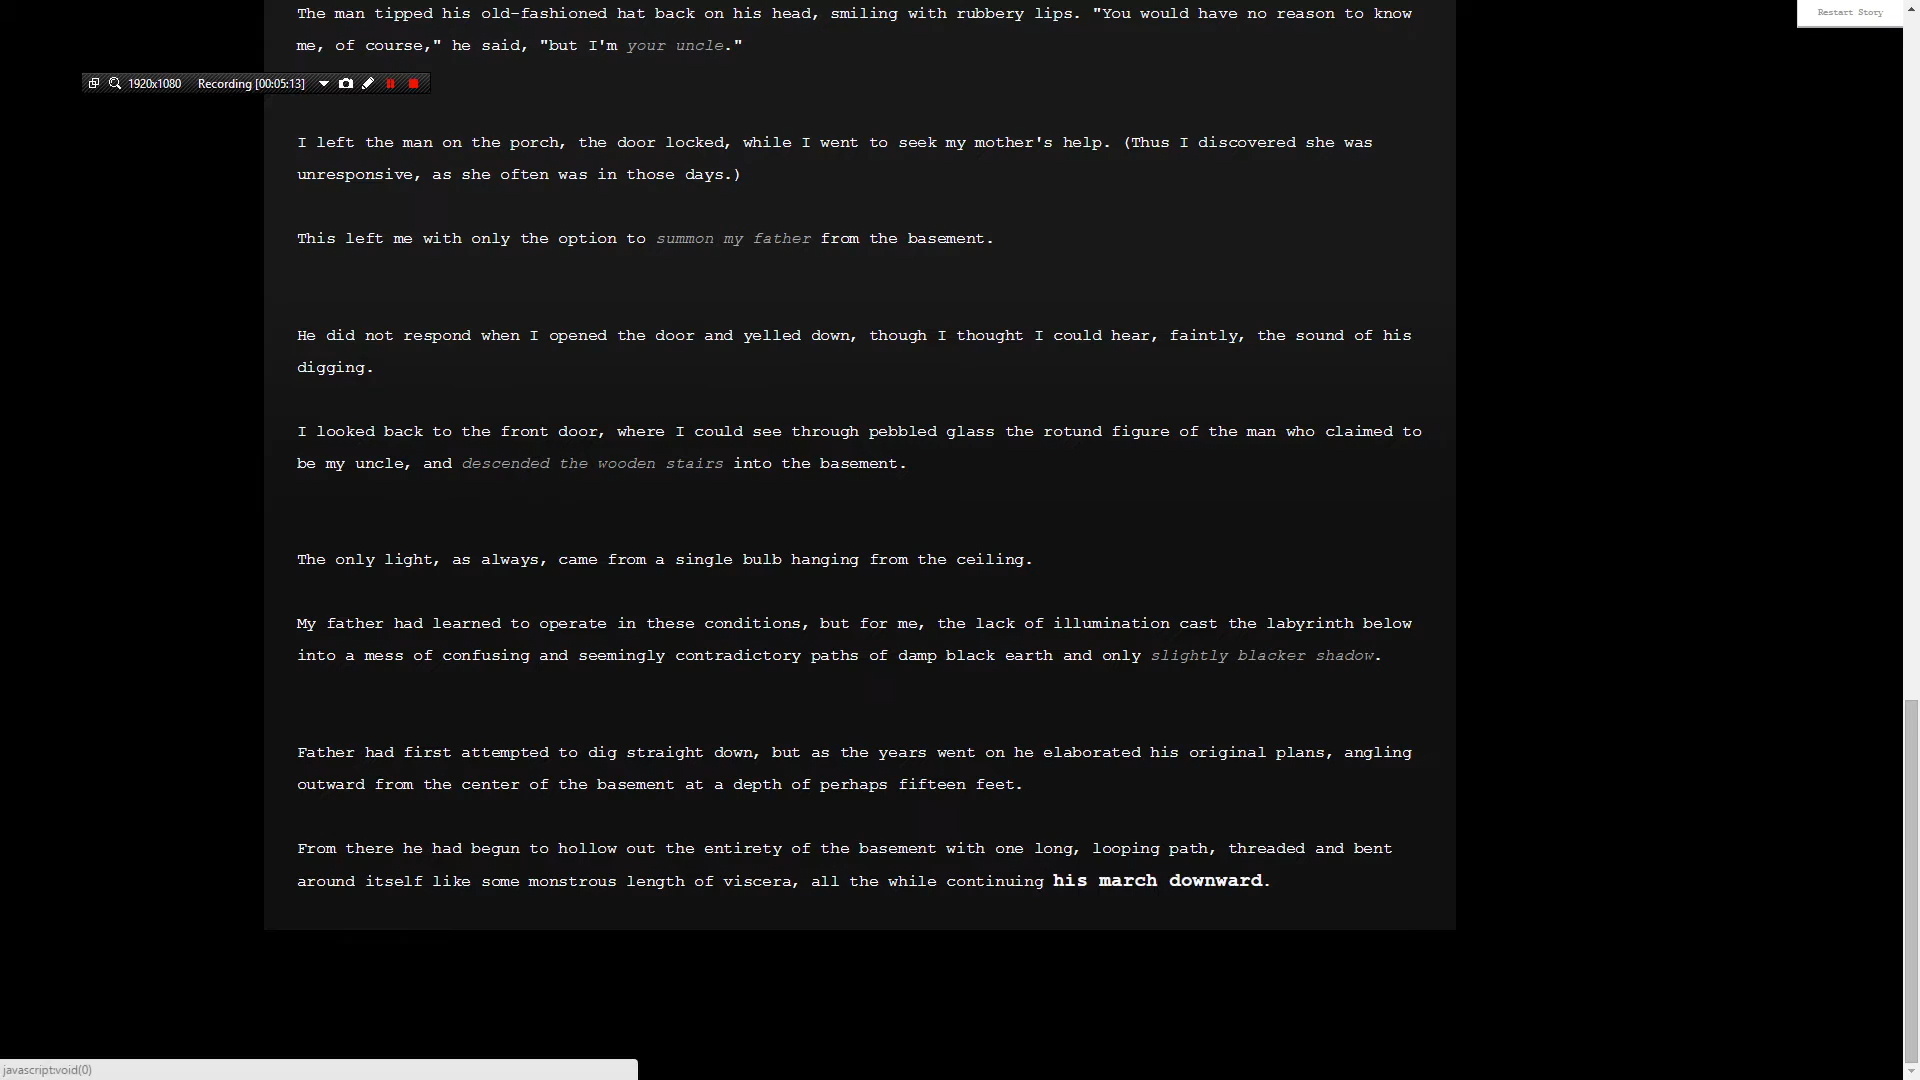 The man tipped his old-fashioned hat back on his head, smiling with rubbery lips. "You would have no reason to know
me, of course," he said, "but I'm your uncle."
Restart Story
1920x1080 Recording [00:05:13]
I left the man on the porch, the door locked, while I went to seek my mother's help. (Thus I discovered she was
unresponsive, as she often was in those days.)
This left me with only the option to summon my father from the basement.
He did not respond when I opened the door and yelled down, though I thought I could hear, faintly, the sound of his
digging.
I looked back to the front door, where I could see through pebbled glass the rotund figure of the man who claimed to
be my uncle, and descended the wooden stairs into the basement.
The only light, as always, came from a single bulb hanging from the ceiling.
My father had learned to operate in these conditions, but for me, the lack of illumination cast the labyrinth below
into a mess of confusing and seemingly contradictory paths of damp black earth and only slightly blacker shadow.
Father had first attempted to dig straight down, but as the years went on he elaborated his original plans, angling
outward from the center of the basement at a depth of perhaps fifteen feet.
From there he had begun to hollow out the entirety of the basement with one long, looping path, threaded and bent
around itself like some monstrous length of viscera, all the while continuing his march downward.
javascript:void(0)